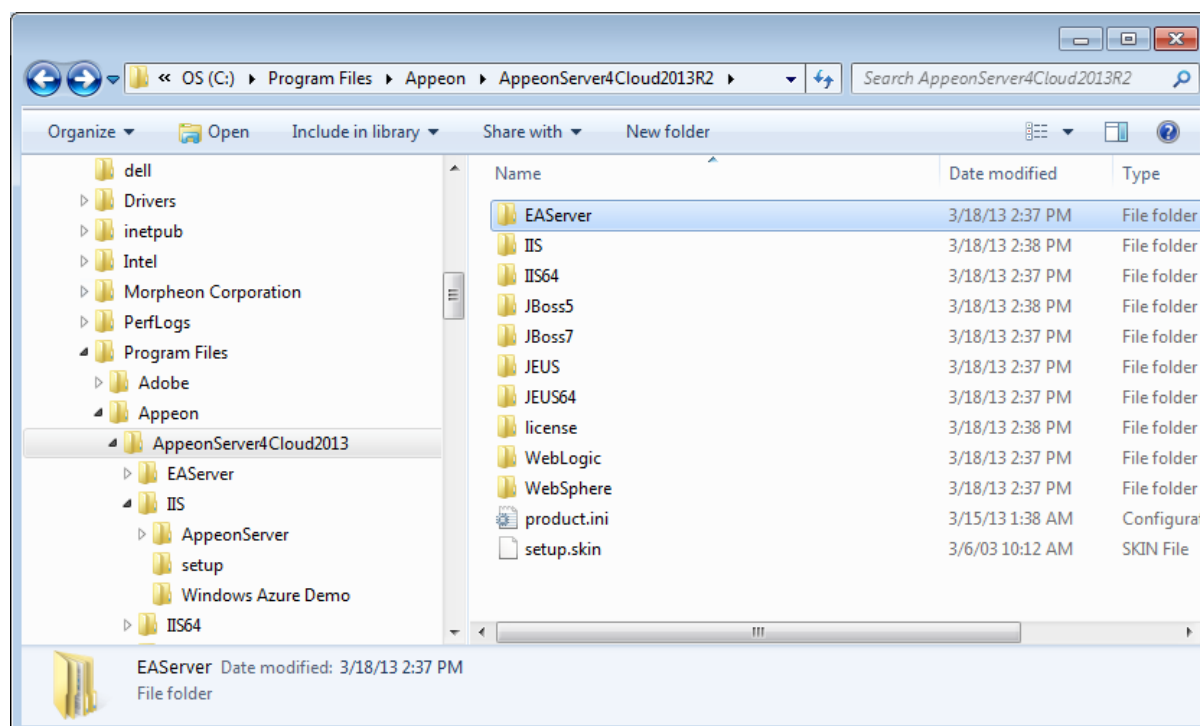 « OS (C:) Program Files Appeon AppeonServer4Cloud2013R2 Search AppeonServer4Cloud2013R2
Organize Open Include in library Share with New folder
dell
Drivers
inetpub
Intel
Morpheon Corporation
PerfLogs
Program Files
Adobe
Appeon
AppeonServer4Cloud2013
EAServer
IIS
AppeonServer
setup
Windows Azure Demo
IIS64
Name Date modified Type
EAServer 3/18/13 2:37 PM File folder
IIS 3/18/13 2:38 PM File folder
IIS64 3/18/13 2:37 PM File folder
JBoss5 3/18/13 2:38 PM File folder
JBoss7 3/18/13 2:37 PM File folder
JEUS 3/18/13 2:37 PM File folder
JEUS64 3/18/13 2:37 PM File folder
license 3/18/13 2:38 PM File folder
WebLogic 3/18/13 2:37 PM File folder
WebSphere 3/18/13 2:37 PM File folder
product.ini 3/15/13 1:38 AM Configura
setup.skin 3/6/03 10:12 AM SKIN File
EAServer Date modified: 3/18/13 2:37 PM
File folder